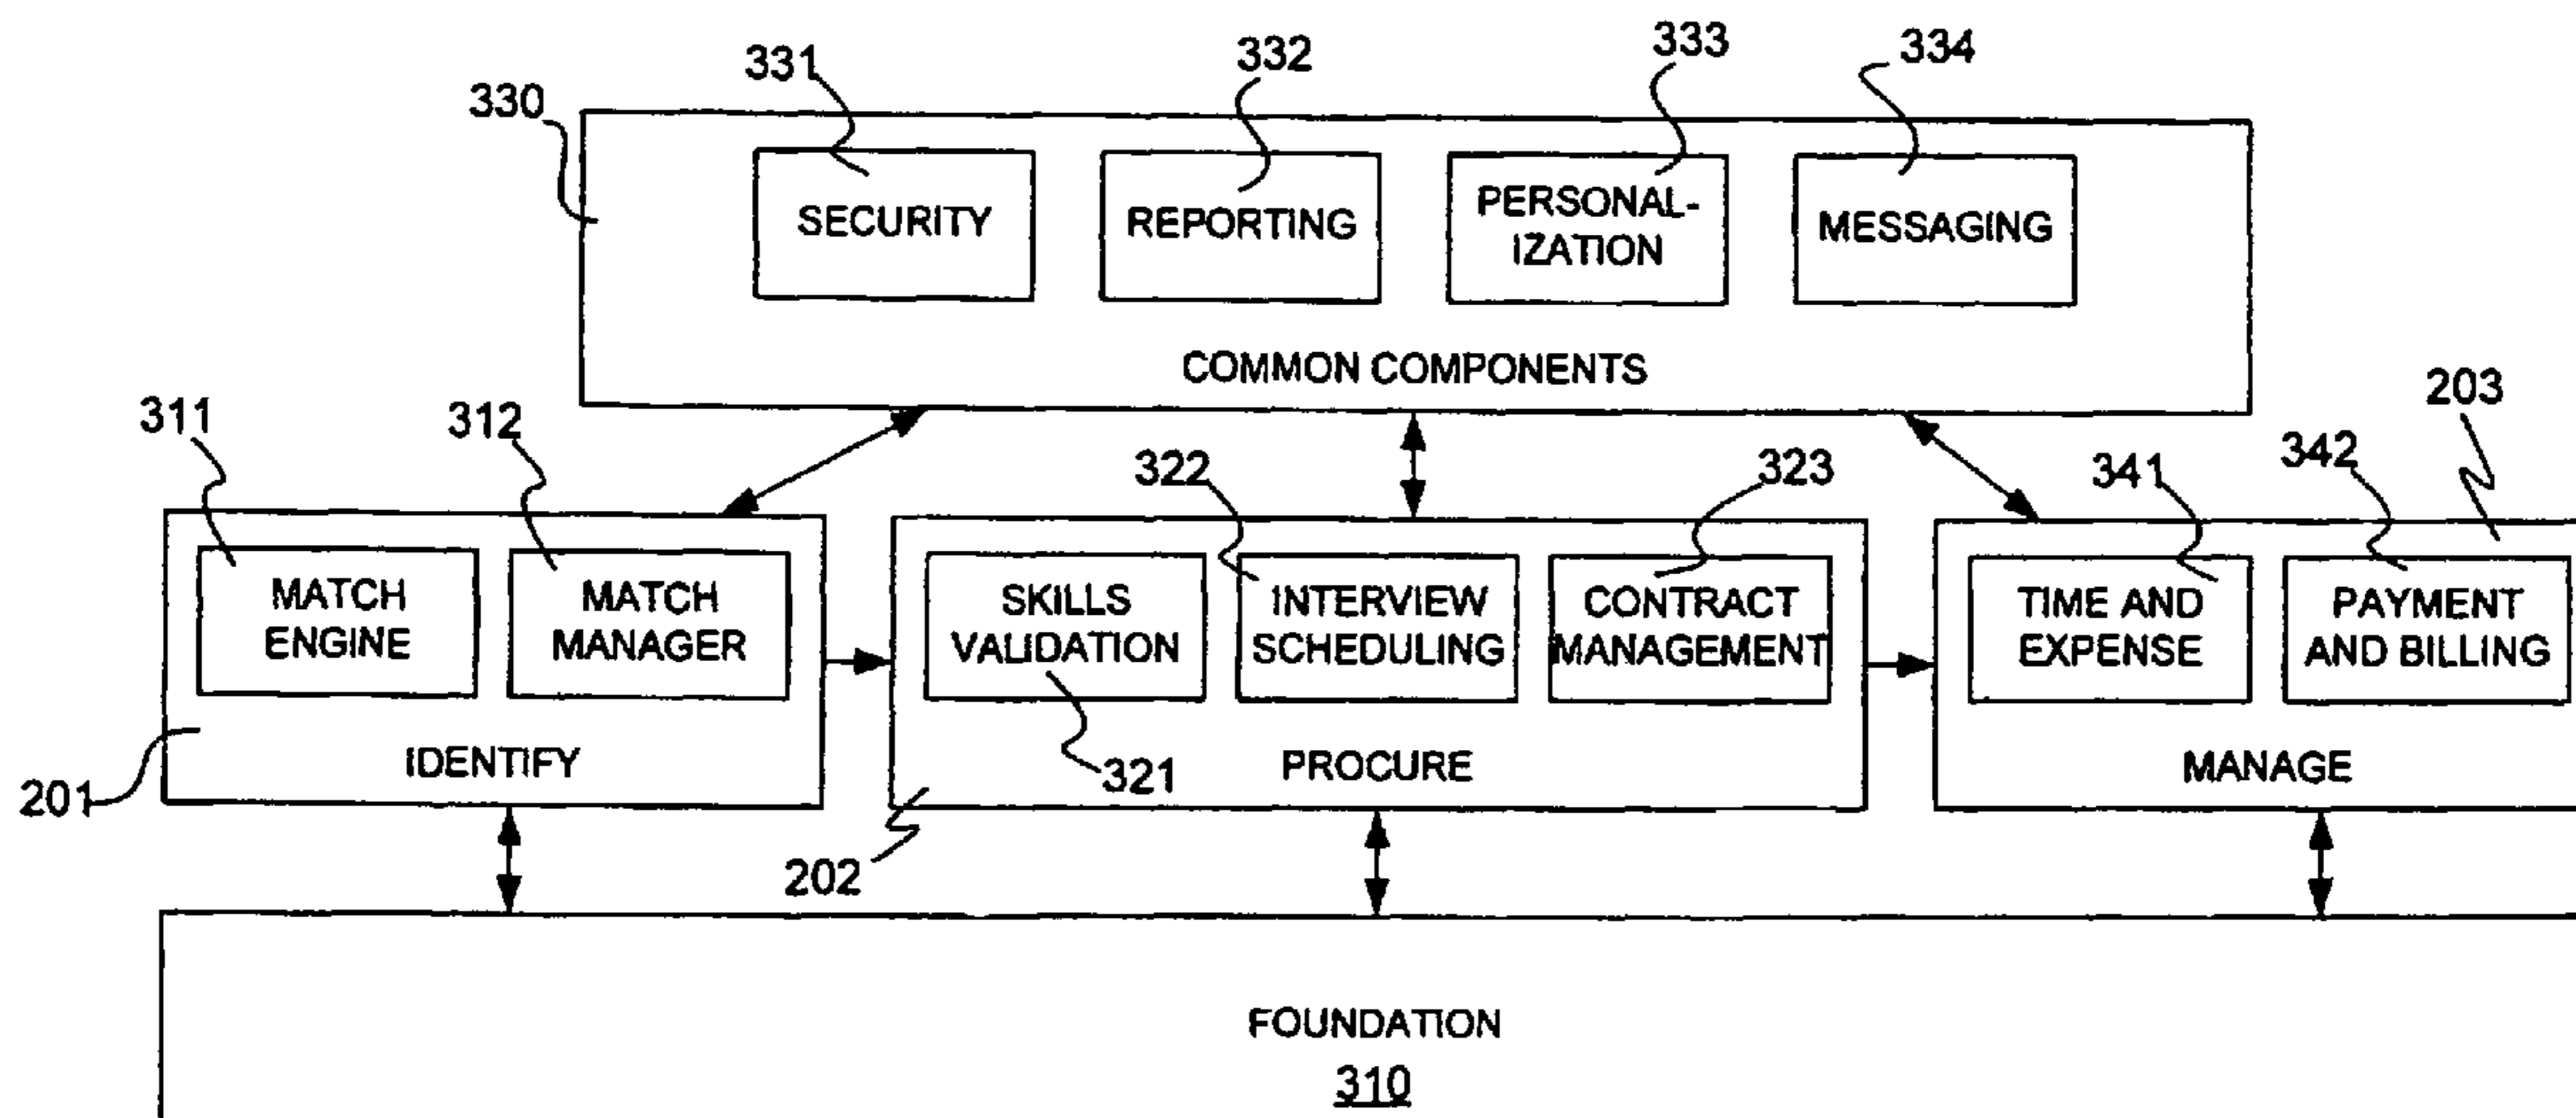 331
332
333
334
330
SECURITY
REPORTING
PERSONAL-
IZATION
MESSAGING
COMMON COMPONENTS
203
311
312
322
323
341
342
MATCH
ENGINE
MATCH
MANAGER
SKILLS
VALIDATION
INTERVIEW
SCHEDULING
CONTRACT
MANAGEMENT
TIME AND
EXPENSE
PAYMENT
AND BILLING
201
IDENTIFY
321
PROCURE
MANAGE
202
FOUNDATION
310